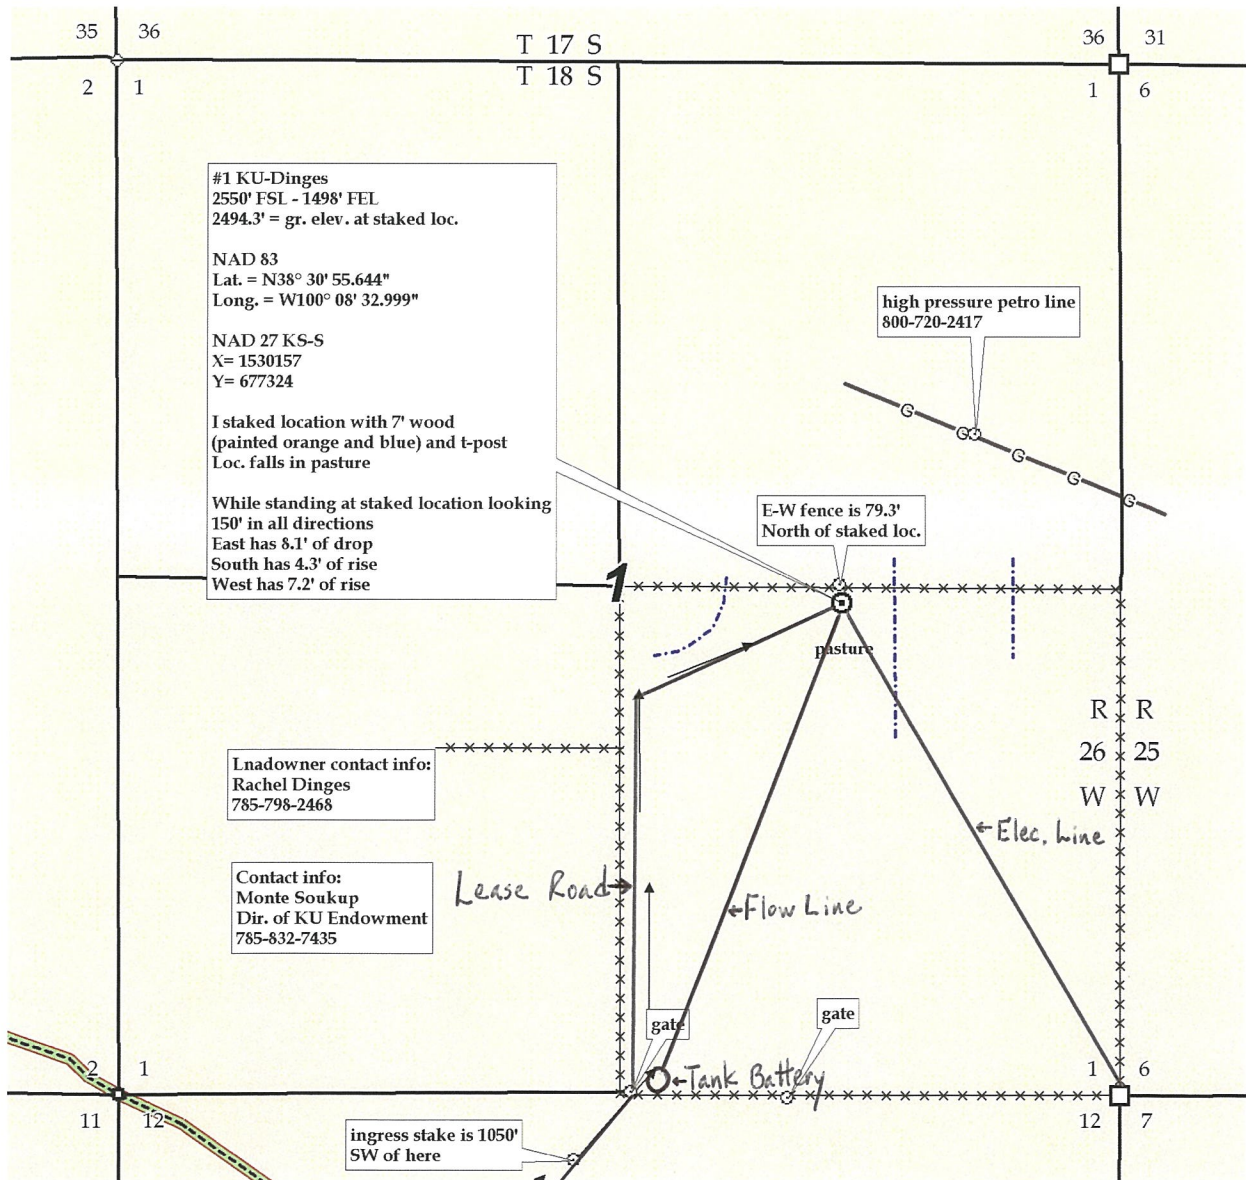 35 36
T 17 S
36 31
2 1
T 18 S
1 6
#1 KU-Dinges
2550' FSL - 1498' FEL
2494.3' = gr. elev. at staked loc.
NAD 83
Lat. = N38° 30' 55.644"
Long. = W100° 08' 32.999"
NAD 27 KS-S
X= 1530157
Y= 677324
I staked location with 7' wood
(painted orange and blue) and t-post
Loc. falls in pasture
While standing at staked location looking
150' in all directions
East has 8.1' of drop
South has 4.3' of rise
West has 7.2' of rise
high pressure petro line
800-720-2417
G
G
G
G
G
E-W fence is 79.3'
North of staked loc.
1
pasture
R R
26 25
W W
Lnadowner contact info:
Rachel Dinges
785-798-2468
Elec. Line
Contact info:
Monte Soukup
Dir. of KU Endowment
785-832-7435
Lease Road
Flow Line
gate
gate
Tank Battery
2 1
1 6
11 12
12 7
ingress stake is 1050'
SW of here